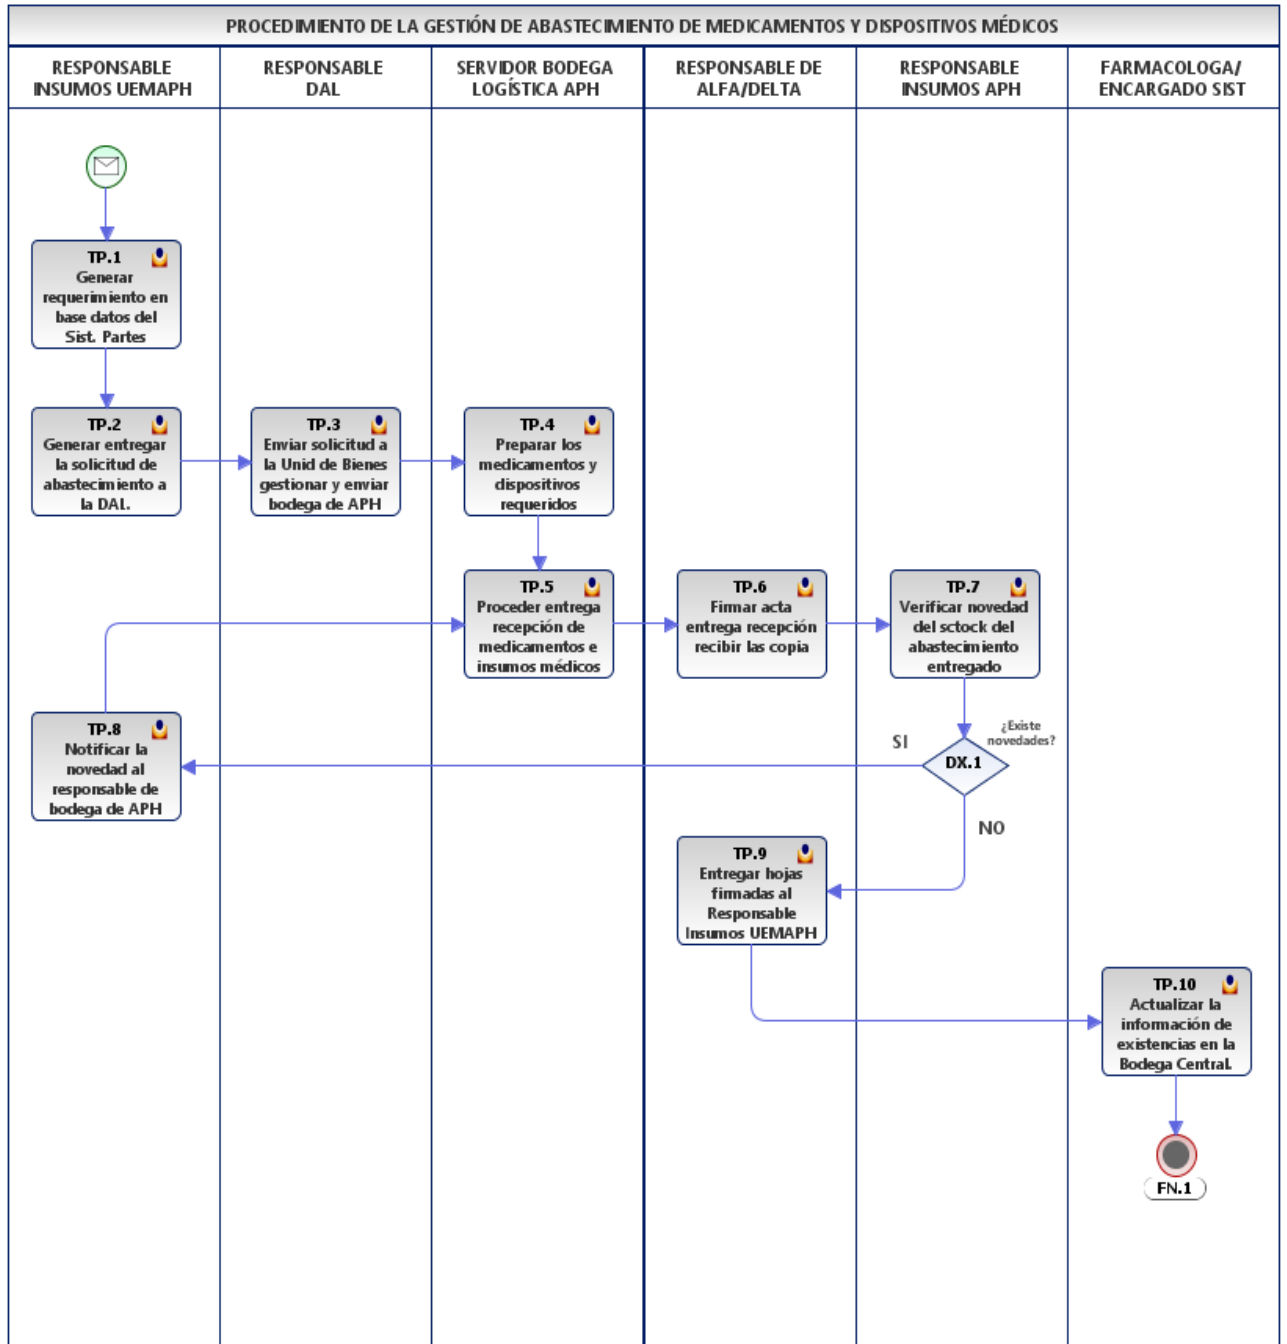 PROCEDIMIENTO DE LA GESTIÓN DE ABASTECIMIENTO DE MEDICAMENTOS Y DISPOSITIVOS MÉDICOS
RESPONSABLE
INSUMOS UEMAPH
RESPONSABLE
DAL
SERVIDOR BODEGA
LOGÍSTICA APH
RESPONSABLE DE
ALFA/DELTA
RESPONSABLE
INSUMOS APH
FARMACOLOGA/
ENCARGADO SIST
TP.1
Generar
requerimiento en
base datos del
Sist. Partes
TP.2
Generar entregar
la solicitud de
abastecimiento a
la DAL.
TP.3
Enviar solicitud a
la Unid de Bienes
gestionar y enviar
bodega de APH
TP.4
Preparar los
medicamentos y
dispositivos
requeridos
TP.5
Proceder entrega
recepción de
medicamentos e
insumos médicos
TP.6
Firmar acta
entrega recepción
recibir las copia
TP.7
Verificar novedad
del sctock del
abastecimiento
entregado
TP.8
Notificar la
novedad al
responsable de
bodega de APH
SI
¿Existe
novedades?
DX.1
NO
TP.9
Entregar hojas
firmadas al
Responsable
Insumos UEMAPH
TP.10
Actualizar la
información de
existencias en la
Bodega Central.
FN.1